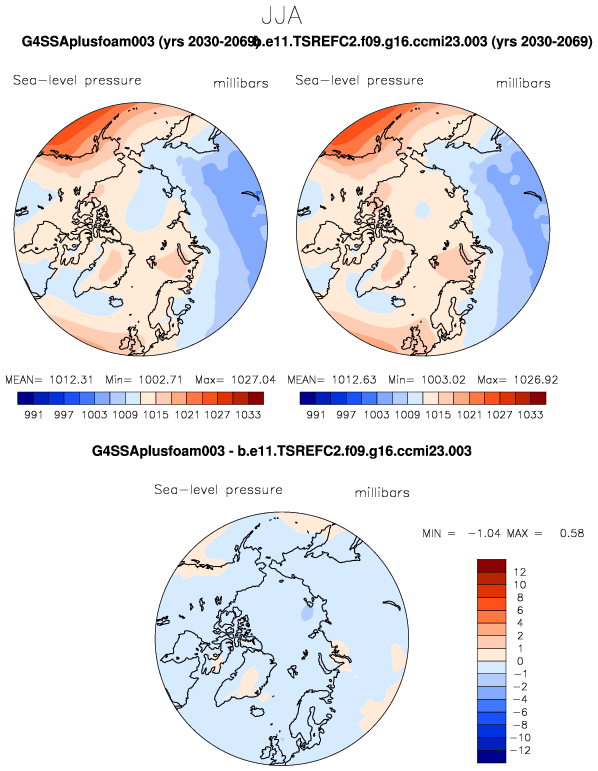 JJA
G4SSAplusfoam003 (yrs 2030-2069) b.e11.TSREFC2.f09.g16.ccmi23.003 (yrs 2030-2069)
Sea-level pressure millibars Sea-level pressure millibars
MEAN= 1012.31 Min= 1002.71 Max= 1027.04 MEAN= 1012.63 Min= 1003.02 Max= 1026.92
991 997 1003 1009 1015 1021 1027 1033 991 997 1003 1009 1015 1021 1027 1033
G4SSAplusfoam003 - b.e11.TSREFC2.f09.g16.ccmi23.003
Sea-level pressure millibars
MIN = -1.04 MAX = 0.58
12
10
8
6
4
2
1
0
-1
-2
-4
-6
-8
-10
-12